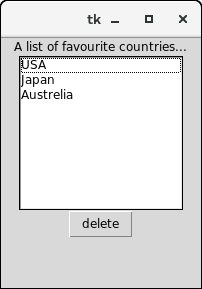 tk
A list of favourite countries...
USA
Japan
Austrelia
delete